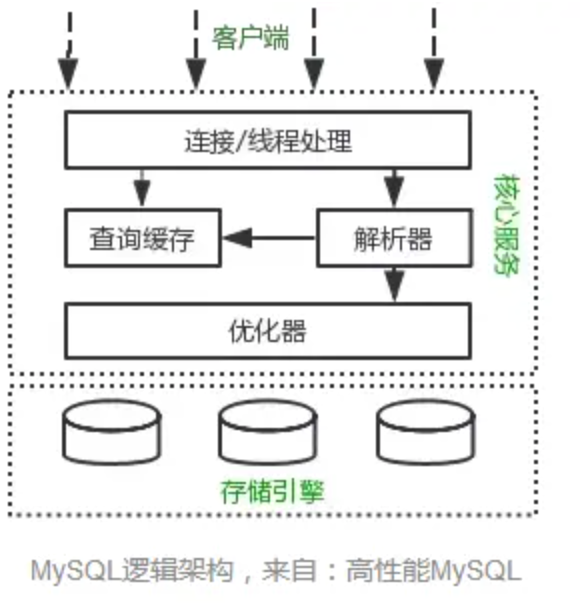 客户端
连接/线程处理
查询缓存
解析器
核心服务
优化器
存储引擎
MySQL逻辑架构，来自：高性能MySQL